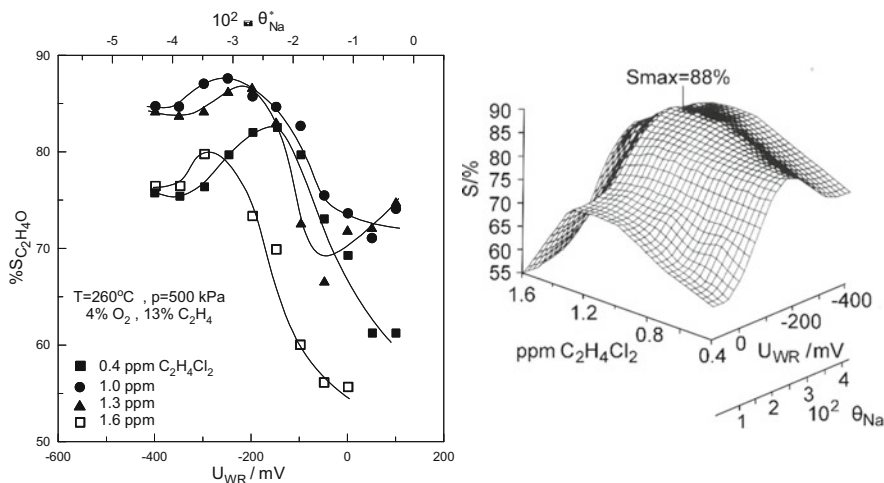 10² ■ θ*Na
-5 -4 -3 -2 -1 0
90
80
70
60
50
%S C₂H₄O
T=260°C , p=500 kPa
4% O₂ , 13% C₂H₄
0.4 ppm C₂H₄Cl₂
1.0 ppm
1.3 ppm
1.6 ppm
-400 -200 0 200
U_WR / mV
Smax=88%
90
85
80
75
70
65
60
55
S/%
1.6
1.2
0.8
0.4
ppm C₂H₄Cl₂
0
-200
-400
U_WR /mV
1 2 3 4
10² θNa